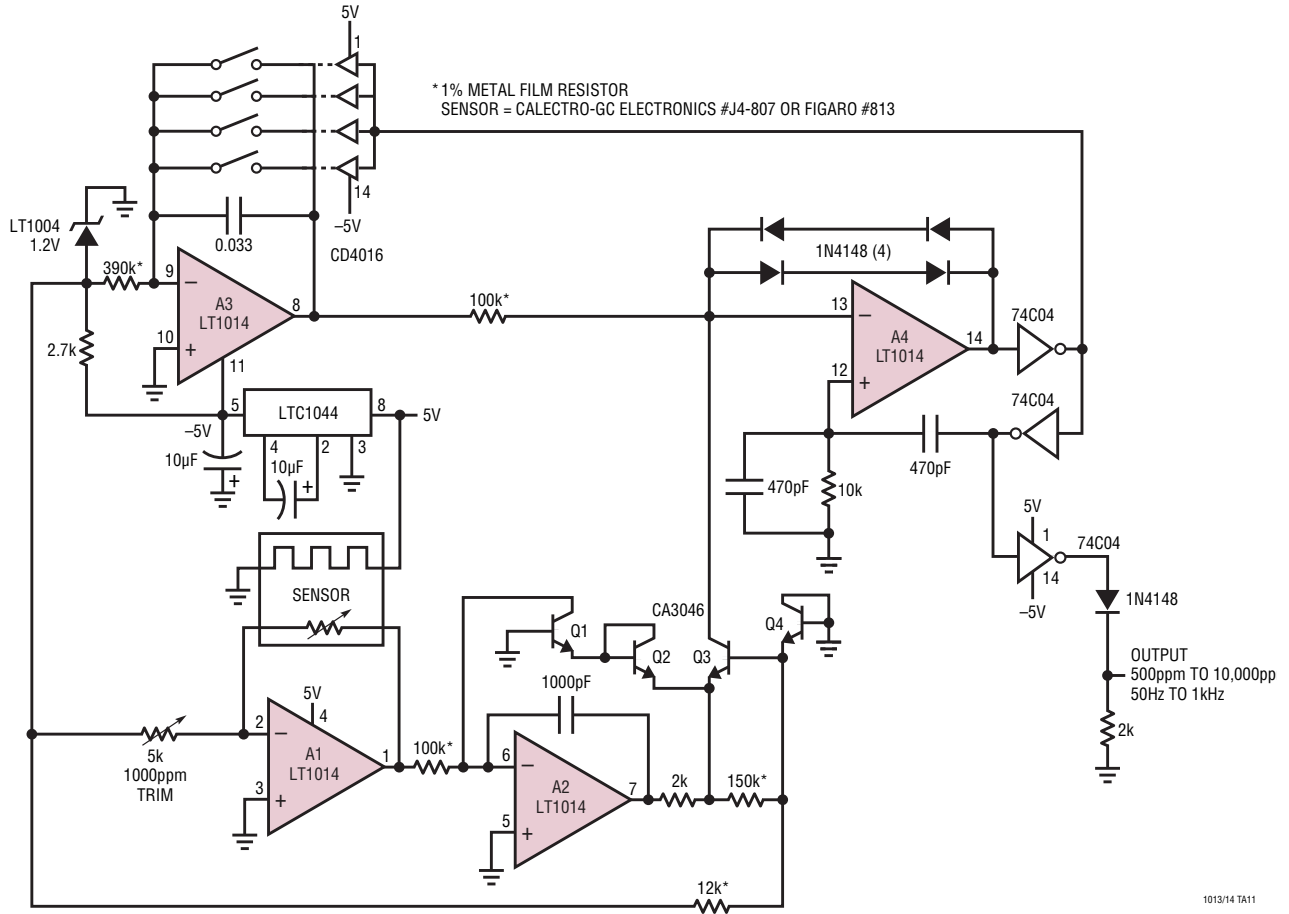 5V
1
* 1% METAL FILM RESISTOR
SENSOR = CALECTRO-GC ELECTRONICS #J4-807 OR FIGARO #813
14
–5V
CD4016
LT1004
1.2V
0.033
390k*
9
–
A3
LT1014
8
10
+
11
2.7k
100k*
1N4148 (4)
13
–
A4
LT1014
14
12
+
74C04
74C04
5
LTC1044
8
5V
–5V
4
2
3
10µF
+
10µF
+
470pF
470pF
10k
5V
1
74C04
14
–5V
1N4148
OUTPUT
500ppm TO 10,000pp
50Hz TO 1kHz
2k
SENSOR
CA3046
Q1
Q2
Q3
Q4
1000pF
5V
4
2
–
A1
LT1014
1
3
+
5k
1000ppm
TRIM
100k*
6
–
A2
LT1014
7
5
+
2k
150k*
12k*
1013/14 TA11